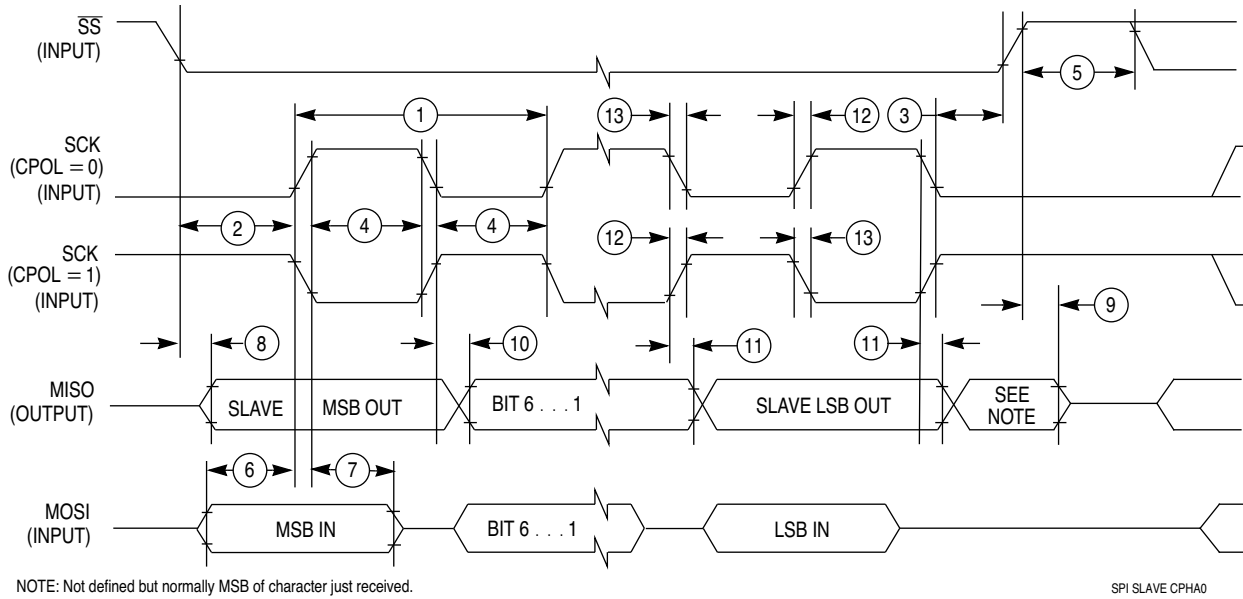 SS
(INPUT)
5
1
13
12
3
SCK
(CPOL = 0)
(INPUT)
2
4
4
12
13
SCK
(CPOL = 1)
(INPUT)
8
10
11
11
9
MISO
(OUTPUT)
SLAVE
MSB OUT
BIT 6 . . . 1
SLAVE LSB OUT
SEE
NOTE
6
7
MOSI
(INPUT)
MSB IN
BIT 6 . . . 1
LSB IN
NOTE: Not defined but normally MSB of character just received.
SPI SLAVE CPHA0